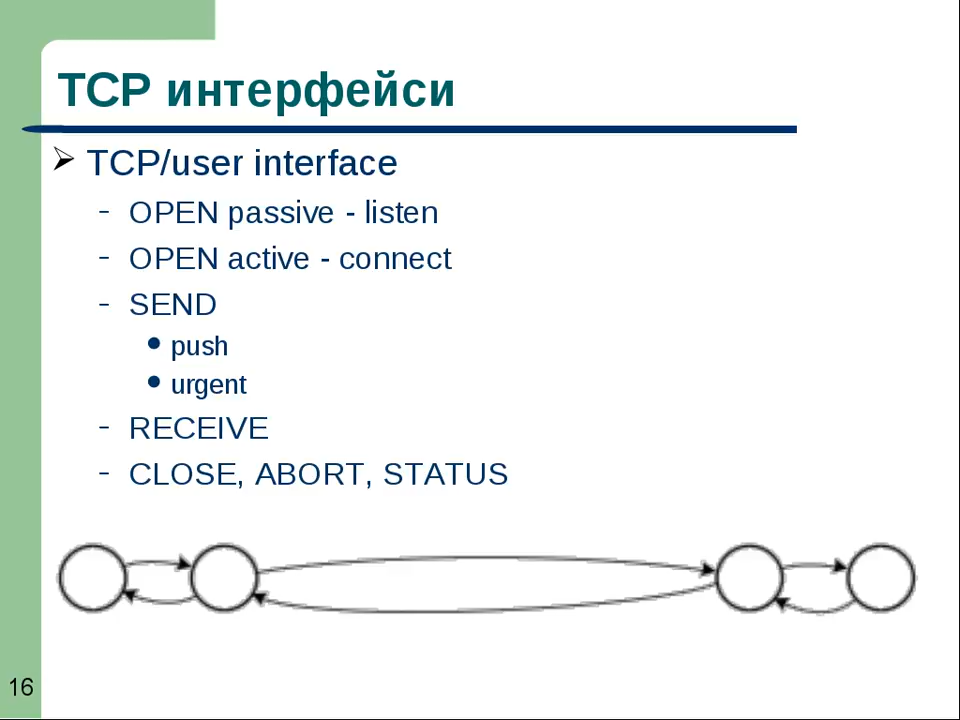 TCP интерфейси
TCP/user interface
- OPEN passive - listen
- OPEN active - connect
- SEND
push
urgent
- RECEIVE
- CLOSE, ABORT, STATUS
16